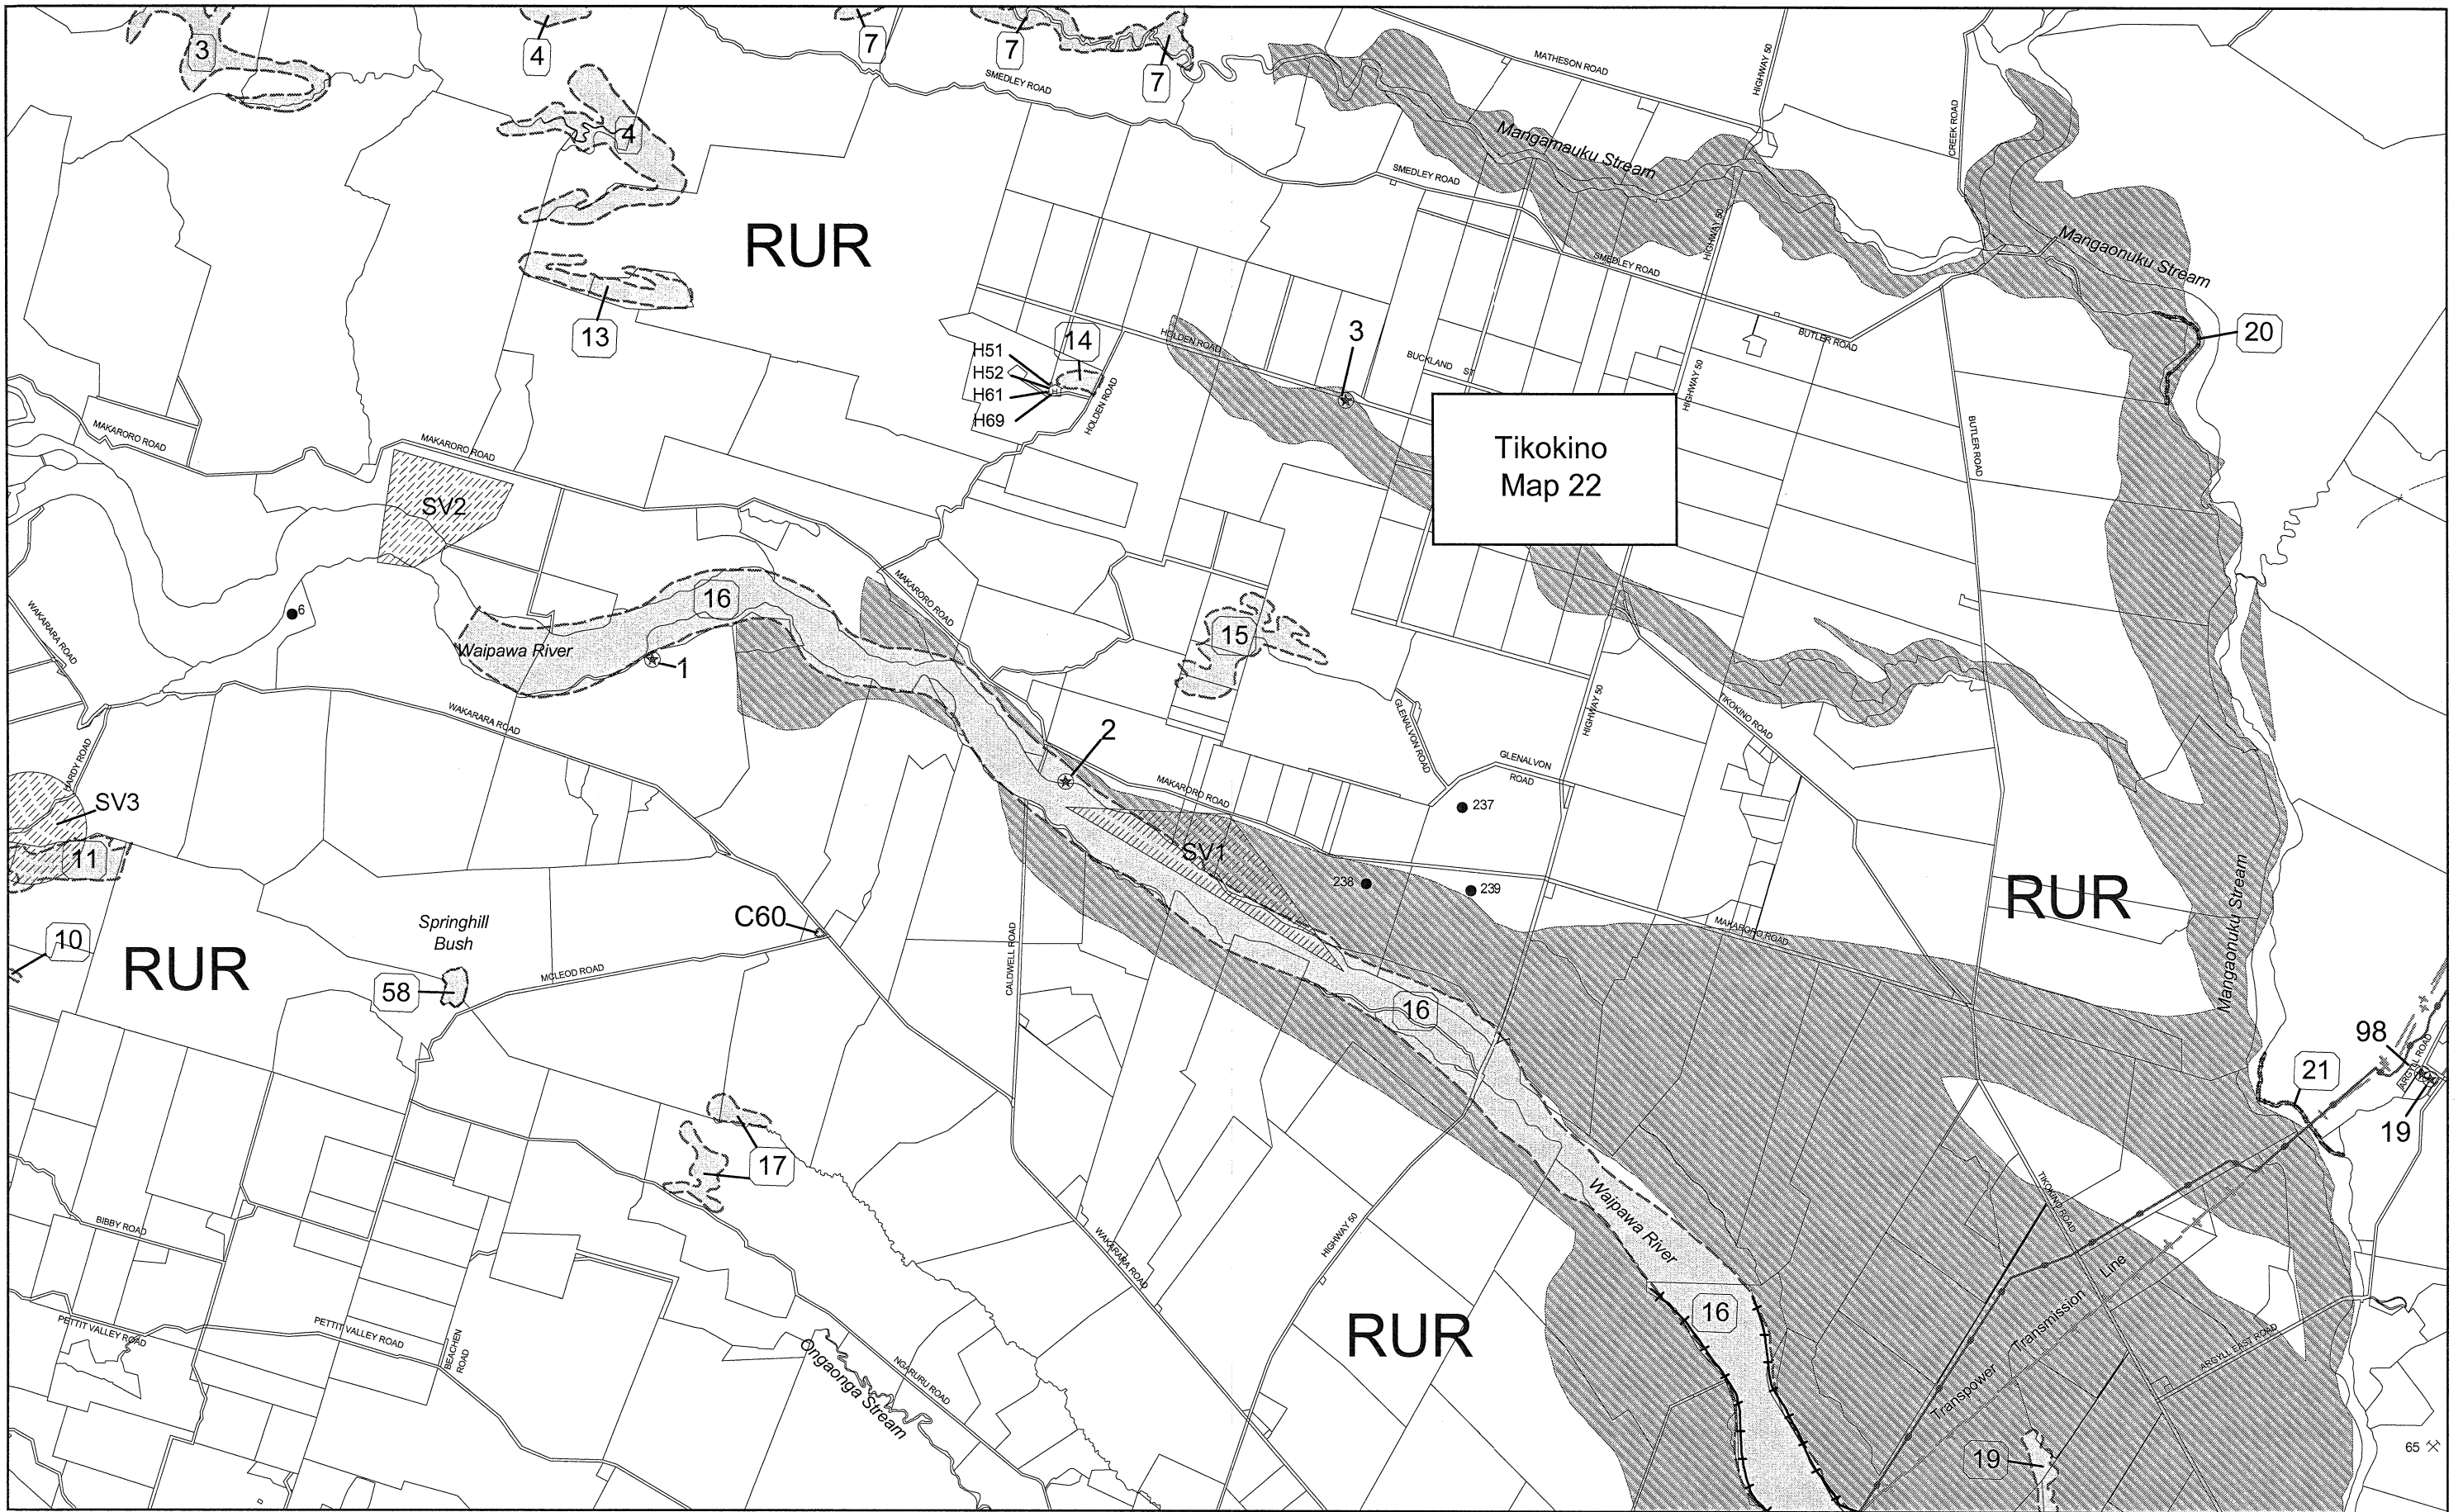 3
4
7
7
7
MATHESON ROAD
HIGHWAY 50
SMEDLEY ROAD
CREEK ROAD
4
Mangamauku Stream
SMEDLEY ROAD
RUR
HIGHWAY 50
SMEDLEY ROAD
Mangaonuku Stream
13
14
H51
H52
H61
H69
HOLDEN ROAD
HOLDEN ROAD
3
BUCKLAND ST
HIGHWAY 50
BUTLER ROAD
20
Tikokino
Map 22
BUTLER ROAD
MAKARORO ROAD
MAKARORO ROAD
SV2
6
WAKARARA ROAD
16
MAKARORO ROAD
15
Waipawa River
1
WAKARARA ROAD
HARDY ROAD
GLENALVON ROAD
HIGHWAY 50
TIKOKINO ROAD
2
GLENALVON
ROAD
MAKARORO ROAD
237
SV3
11
SV1
238
239
RUR
Mangaonuku Stream
10
RUR
Springhill
Bush
C60
MCLEOD ROAD
58
CALDWELL ROAD
MAKARORO ROAD
16
98
ARGYLL ROAD
21
19
17
BIBBY ROAD
WAKARARA ROAD
HIGHWAY 50
Waipawa River
TIKOKINO ROAD
Transpower Transmission Line
16
RUR
PETTIT VALLEY ROAD
PETTIT VALLEY ROAD
BEACHEN
ROAD
Ongaonga Stream
NGARURU ROAD
ARGYLL EAST ROAD
19
65